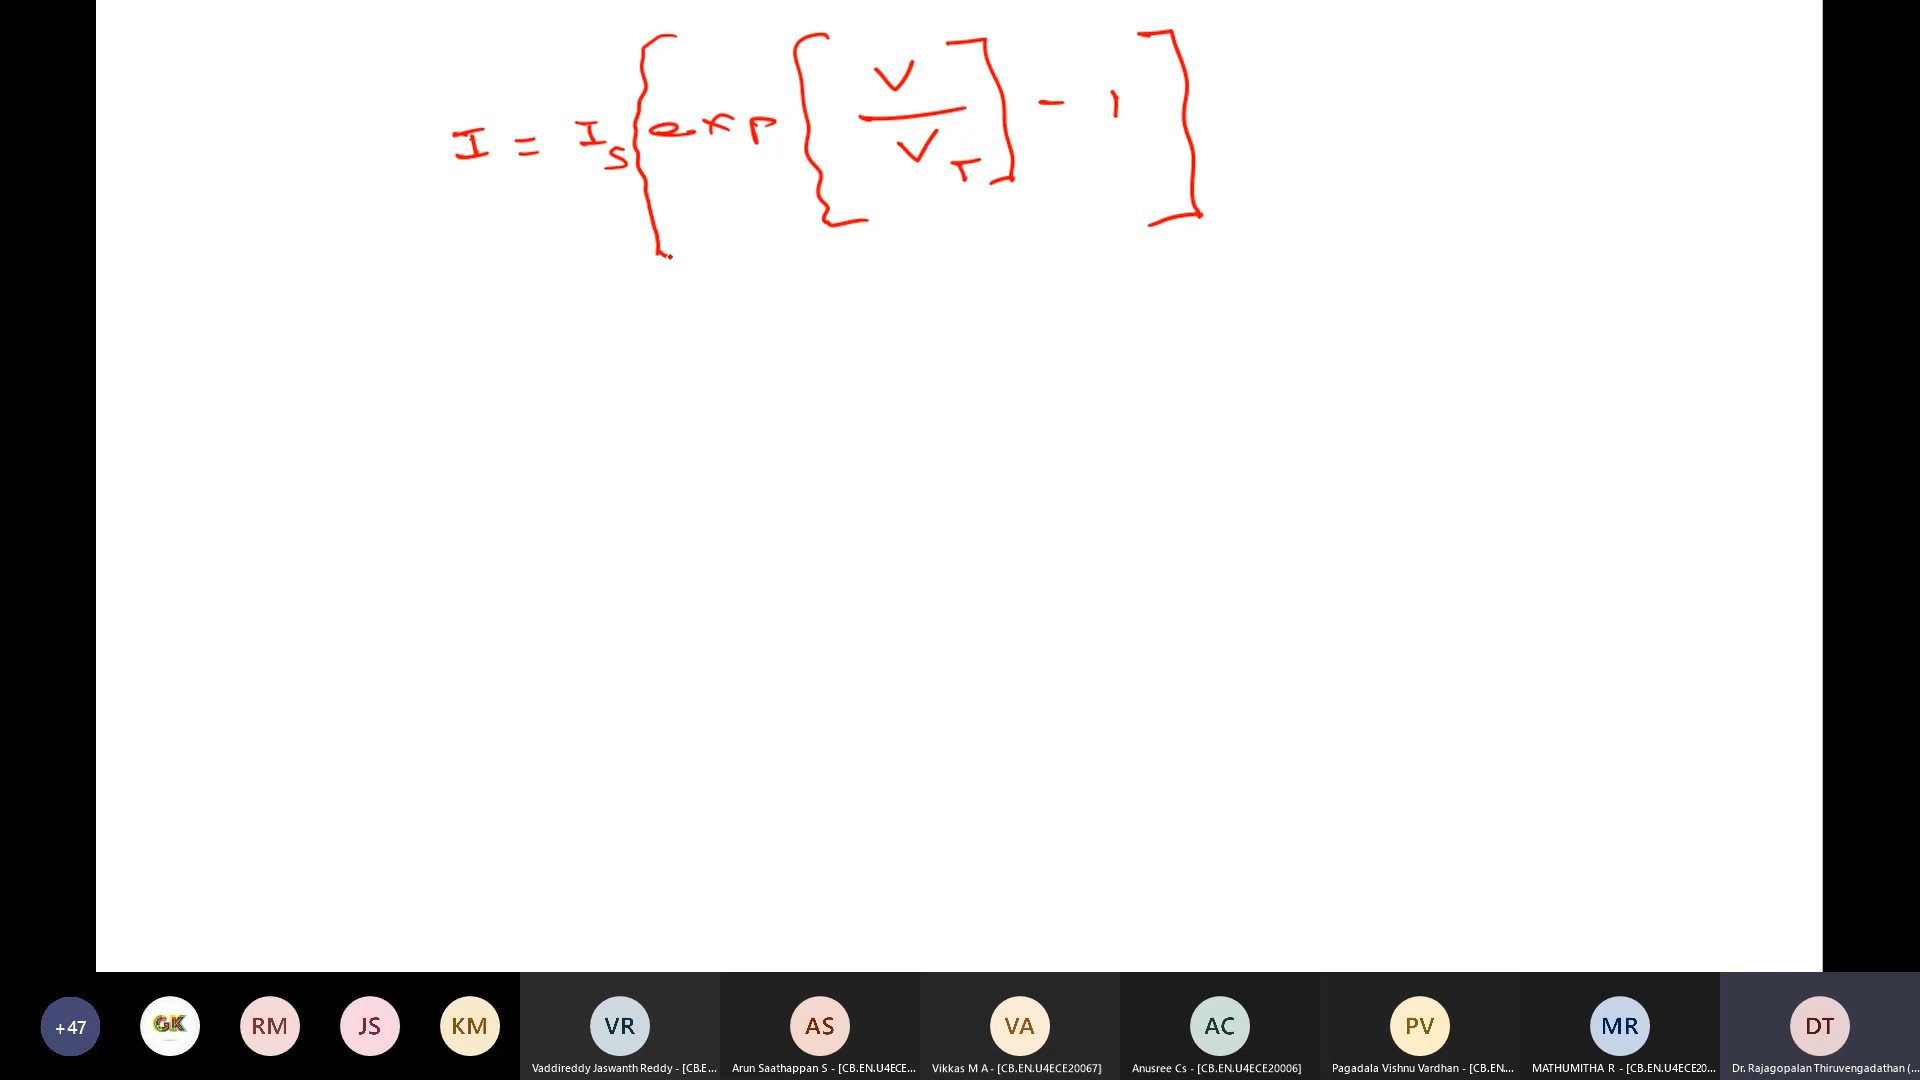 I = I_S [exp [V/V_T] - 1]
+47
GK
RM
JS
KM
VR
AS
VA
AC
PV
MR
DT
Vaddireddy Jaswanth Reddy - [CB.E...
Arun Saathappan S - [CB.EN.U4ECE...
Vikkas M A - [CB.EN.U4ECE20067]
Anusree Cs - [CB.EN.U4ECE20006]
Pagadala Vishnu Vardhan - [CB.EN....
MATHUMITHA R - [CB.EN.U4ECE20...
Dr. Rajagopalan Thiruvengadathan (...